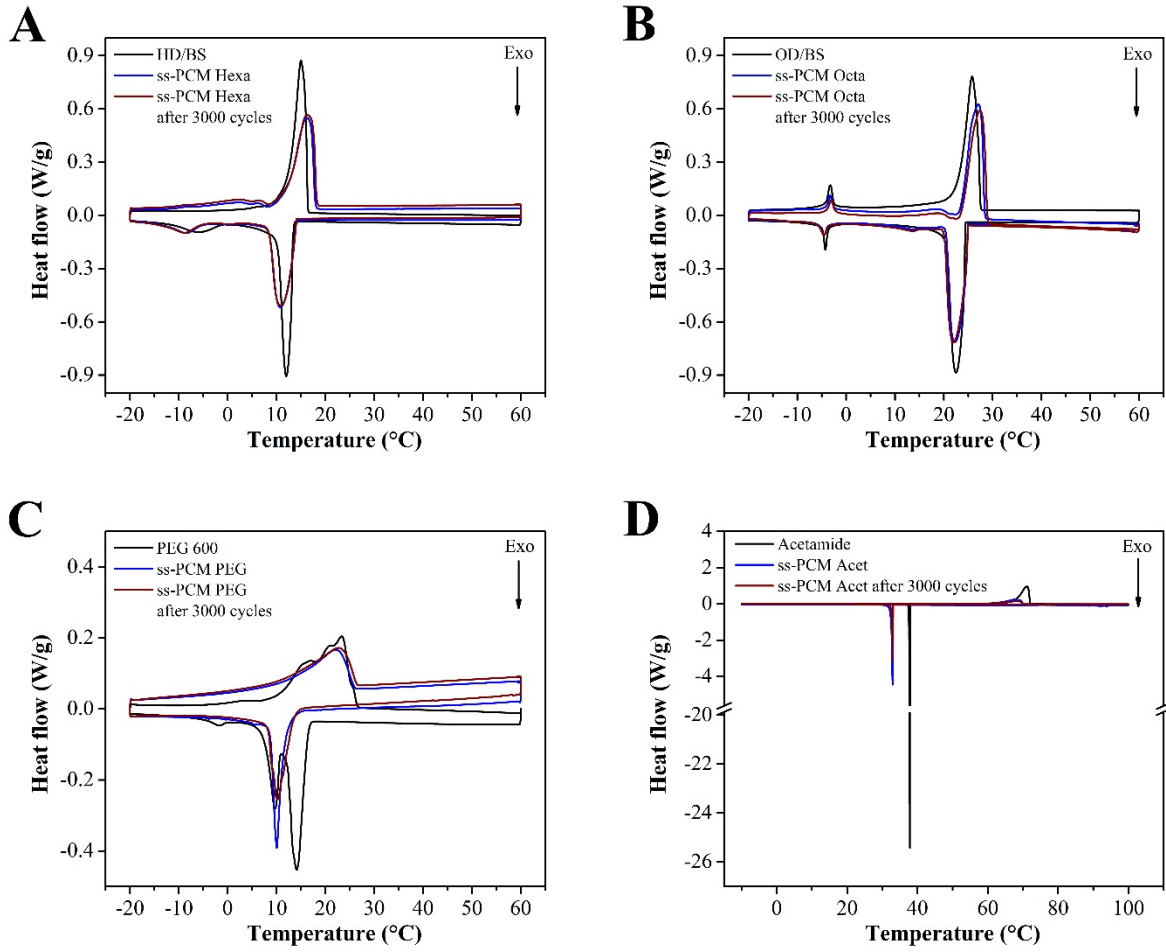 A
HD/BS
ss-PCM Hexa
ss-PCM Hexa
after 3000 cycles
Exo
0.9
0.6
0.3
0.0
-0.3
-0.6
-0.9
Heat flow (W/g)
-20 -10 0 10 20 30 40 50 60
Temperature (°C)
B
OD/BS
ss-PCM Octa
ss-PCM Octa
after 3000 cycles
Exo
0.9
0.6
0.3
0.0
-0.3
-0.6
-0.9
Heat flow (W/g)
-20 -10 0 10 20 30 40 50 60
Temperature (°C)
C
PEG 600
ss-PCM PEG
ss-PCM PEG
after 3000 cycles
Exo
0.4
0.2
0.0
-0.2
-0.4
Heat flow (W/g)
-20 -10 0 10 20 30 40 50 60
Temperature (°C)
D
Acetamide
ss-PCM Acet
ss-PCM Acet after 3000 cycles
Exo
4
2
0
-2
-4
-20
-22
-24
-26
Heat flow (W/g)
0 20 40 60 80 100
Temperature (°C)